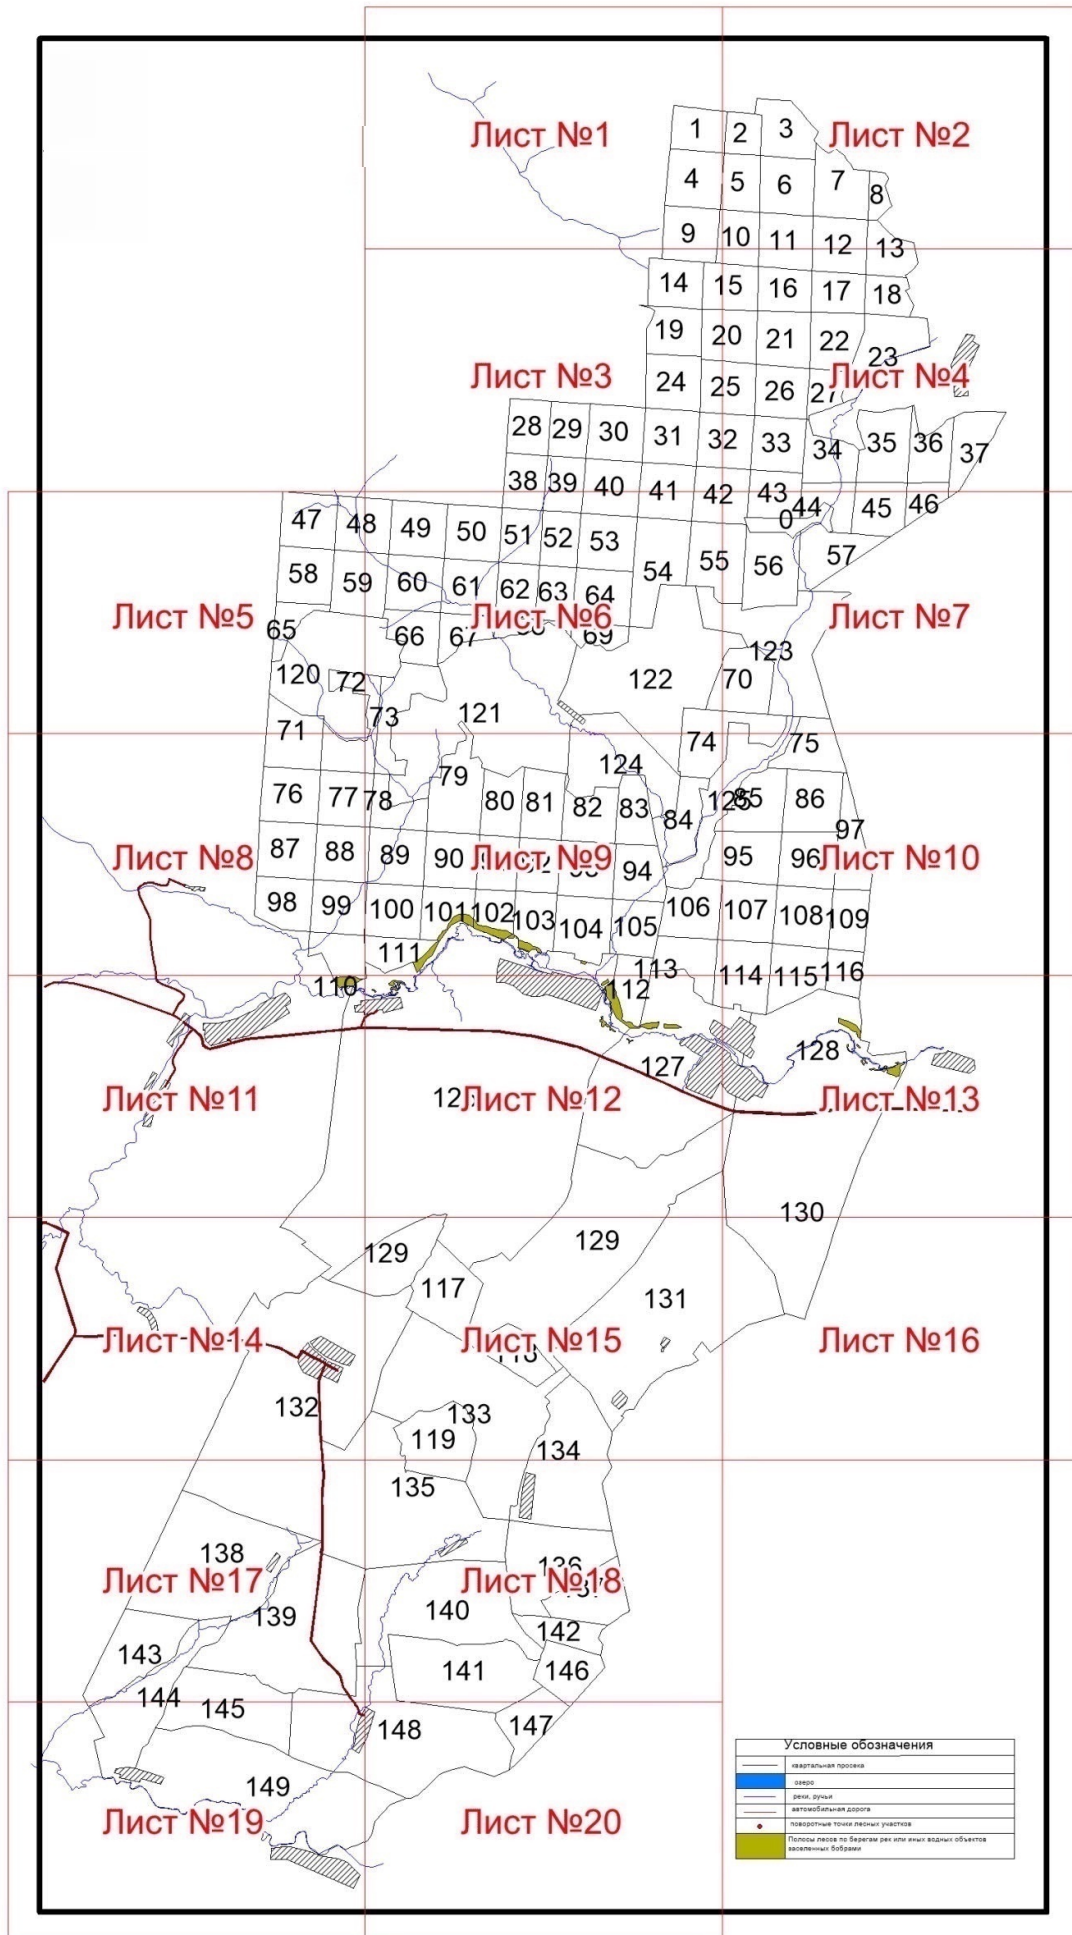 Лист №1
Лист №2
1 2 3
4 5 6 7 8
9 10 11 12 13
14 15 16 17 18
19 20 21 22 23
Лист №3
Лист №4
24 25 26 27
28 29 30 31 32 33 34 35 36 37
38 39 40 41 42 43 44 45 46
0
47 48 49 50 51 52 53 54 55 56 57
58 59 60 61 62 63 64
Лист №5
Лист №6
Лист №7
65 66 67 69
120 72 122 70 123
71 73 121 74 75
124
76 77 78 79 80 81 82 83 84 125 85 86 97
Лист №8
87 88 89 90
Лист №9
94 95 96
Лист №10
98 99 100 101 102 103 104 105 106 107 108 109
111 113
110 112 114 115 116
127 128
Лист №11
Лист №12
Лист №13
130
129 129
117 131
Лист №14
Лист №15
Лист №16
132 133
119 134
135
138 136
Лист №17
Лист №18
139 140
142
143 141 146
144 145
148 147
149
Лист №19
Лист №20
Условные обозначения
квартальная просека
озеро
реки, ручьи
автомобильная дорога
поворотные точки лесных участков
Полосы лесов по берегам рек или иных водных объектов
заселенных бобрами